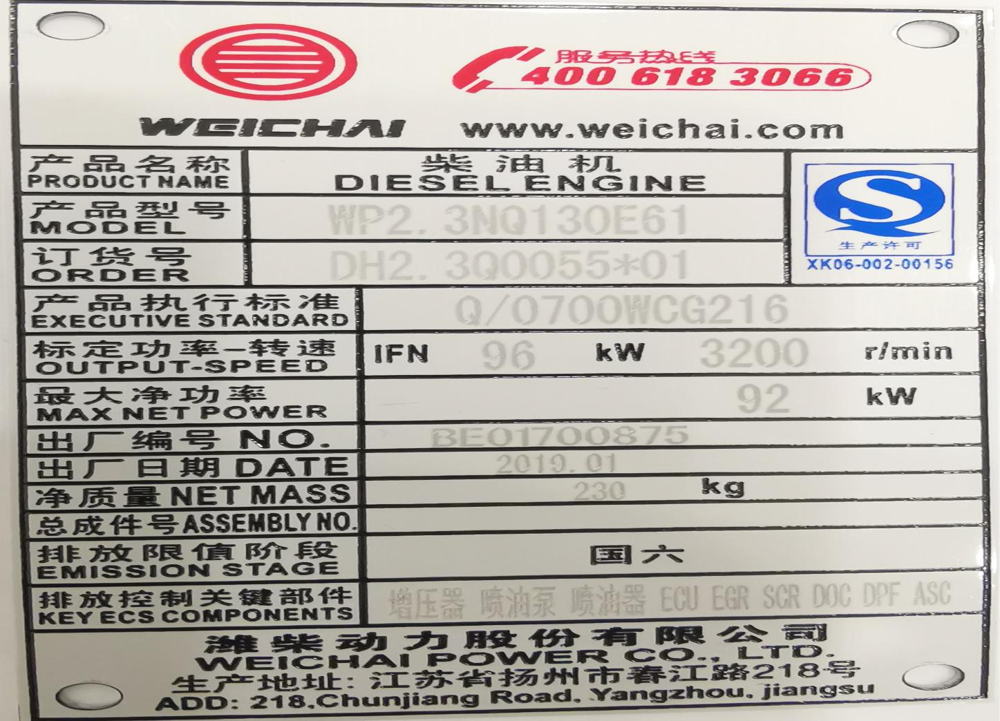 服务热线
400 618 3066
WEICHAI www.weichai.com
产品名称 柴油机
PRODUCT NAME DIESEL ENGINE
产品型号 WP2.3NQ130E61
MODEL
生产许可
订货号 DH2.3Q0055*01
ORDER
XK06-002-00156
产品执行标准 Q/0700WCG216
EXECUTIVE STANDARD
标定功率-转速 IFN 96 kW 3200 r/min
OUTPUT-SPEED
最大净功率 92 kW
MAX NET POWER
出厂编号 NO. BE01700875
出厂日期 DATE 2019.01
净质量 NET MASS 230 kg
总成件号 ASSEMBLY NO.
排放限值阶段 国六
EMISSION STAGE
排放控制关键部件 增压器 喷油泵 喷油器 ECU EGR SCR DOC DPF ASC
KEY ECS COMPONENTS
潍柴动力股份有限公司
WEICHAI POWER CO., LTD.
生产地址: 江苏省扬州市春江路218号
ADD: 218,Chunjiang Road, Yangzhou, jiangsu